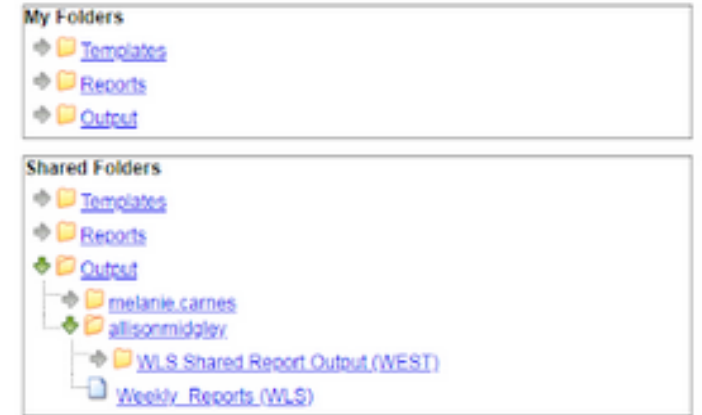 My Folders
Templates
Reports
Output
Shared Folders
Templates
Reports
Output
melanie.carnes
allisonmidgley
WLS Shared Report Output (WEST)
Weekly_Reports (WLS)